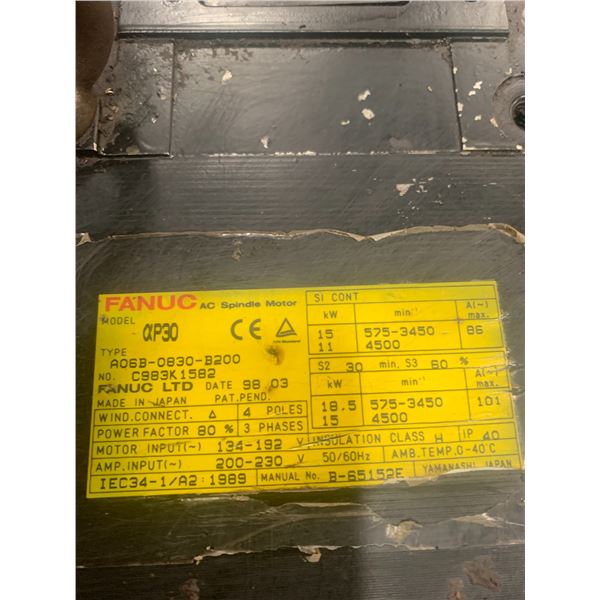 FANUC AC Spindle Motor
MODEL αP30
TYPE A06B-0830-B200
NO. C983K1582
FANUC LTD DATE 98.03
MADE IN JAPAN PAT.PEND.
WIND.CONNECT. △ 4 POLES
POWER FACTOR 80 % 3 PHASES
MOTOR INPUT(~) 134-192 V INSULATION CLASS H IP 40
AMP.INPUT(~) 200-230 V 50/60Hz AMB.TEMP.0-40°C
IEC34-1/A2:1989 MANUAL No. B-65152E YAMANASHI JAPAN
CE
S1 CONT
kW min⁻¹ A(~) max.
15 575-3450 86
11 4500
S2 30 min, S3 60 %
kW min⁻¹ A(~) max.
18.5 575-3450 101
15 4500